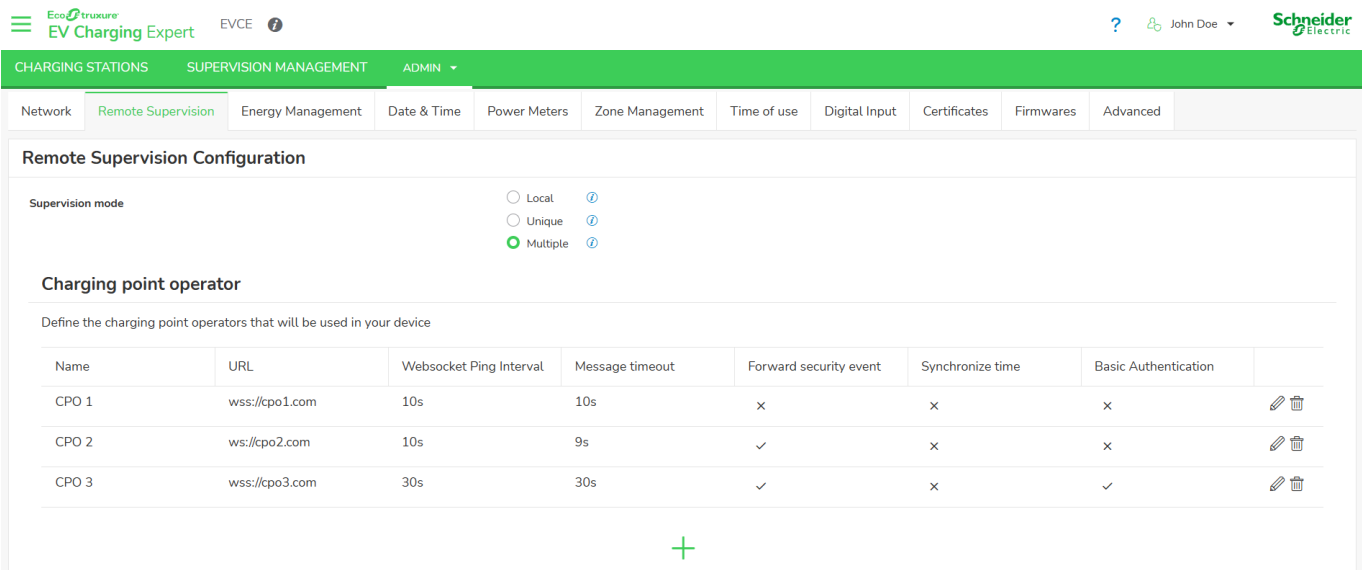 EcoStruxure
EV Charging Expert
EVCE
?
John Doe
Schneider
Electric
CHARGING STATIONS
SUPERVISION MANAGEMENT
ADMIN
Network
Remote Supervision
Energy Management
Date & Time
Power Meters
Zone Management
Time of use
Digital Input
Certificates
Firmwares
Advanced
Remote Supervision Configuration
Supervision mode
Local
Unique
Multiple
Charging point operator
Define the charging point operators that will be used in your device
Name URL Websocket Ping Interval Message timeout Forward security event Synchronize time Basic Authentication
CPO 1 wss://cpo1.com 10s 10s
CPO 2 ws://cpo2.com 10s 9s
CPO 3 wss://cpo3.com 30s 30s